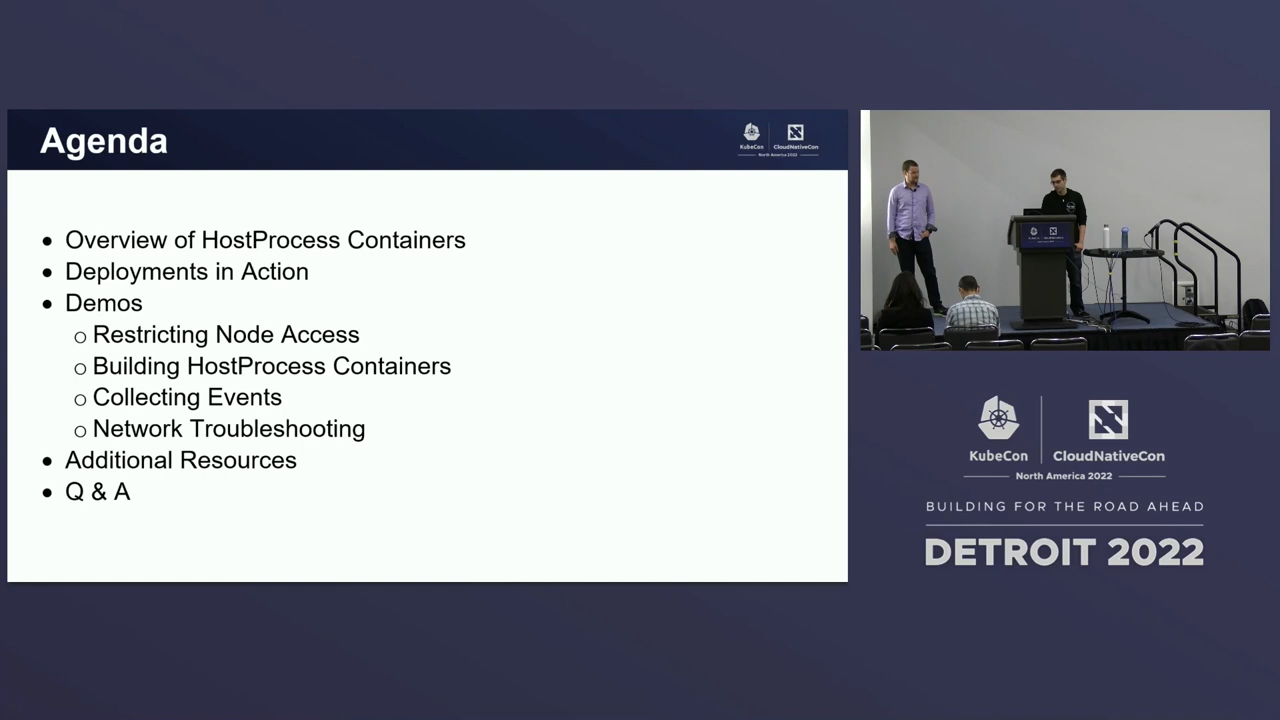 Agenda
KubeCon
CloudNativeCon
North America 2022
Overview of HostProcess Containers
Deployments in Action
Demos
Restricting Node Access
Building HostProcess Containers
Collecting Events
Network Troubleshooting
Additional Resources
Q & A
KubeCon
CloudNativeCon
North America 2022
BUILDING FOR THE ROAD AHEAD
DETROIT 2022